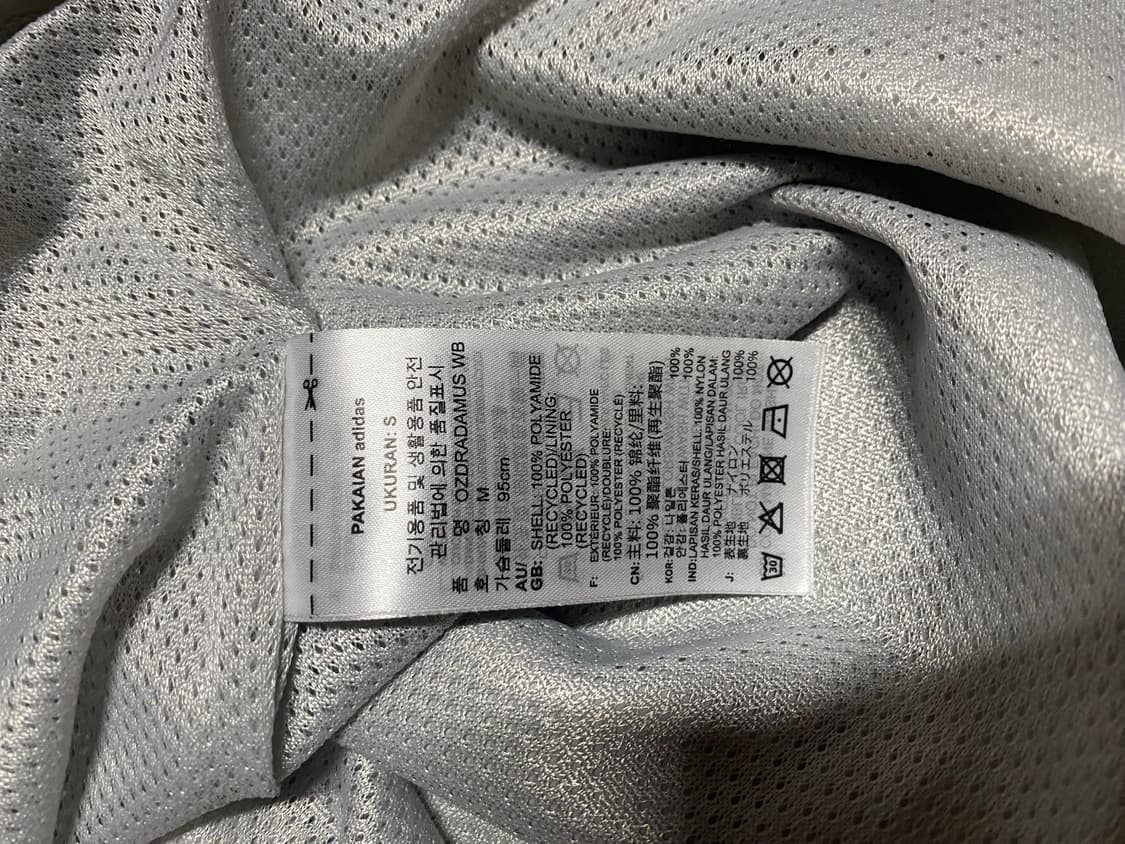 PAKAIAN adidas
UKURAN: S
전기용품 및 생활용품 안전
관리법에 의한 품질표시
품 명 OZDRADAMUS WB
호 칭 M
가슴둘레 95cm
AU/
GB: SHELL: 100% POLYAMIDE
(RECYCLED)/LINING:
100% POLYESTER
(RECYCLED)
F: EXTÉRIEUR: 100% POLYAMIDE
(RECYCLÉ)/DOUBLURE:
100% POLYESTER (RECYCLÉ)
CN: 主料: 100% 锦纶/里料:
100% 聚酯纤维(再生聚酯)
KOR: 겉감: 나일론 100%
안감: 폴리에스터 100%
IND: LAPISAN KERAS/SHELL: 100% NYLON
HASIL DAUR ULANG/LAPISAN DALAM:
100% POLYESTER HASIL DAUR ULANG
J: 表生地 ナイロン 100%
裏生地 ポリエステル 100%
30